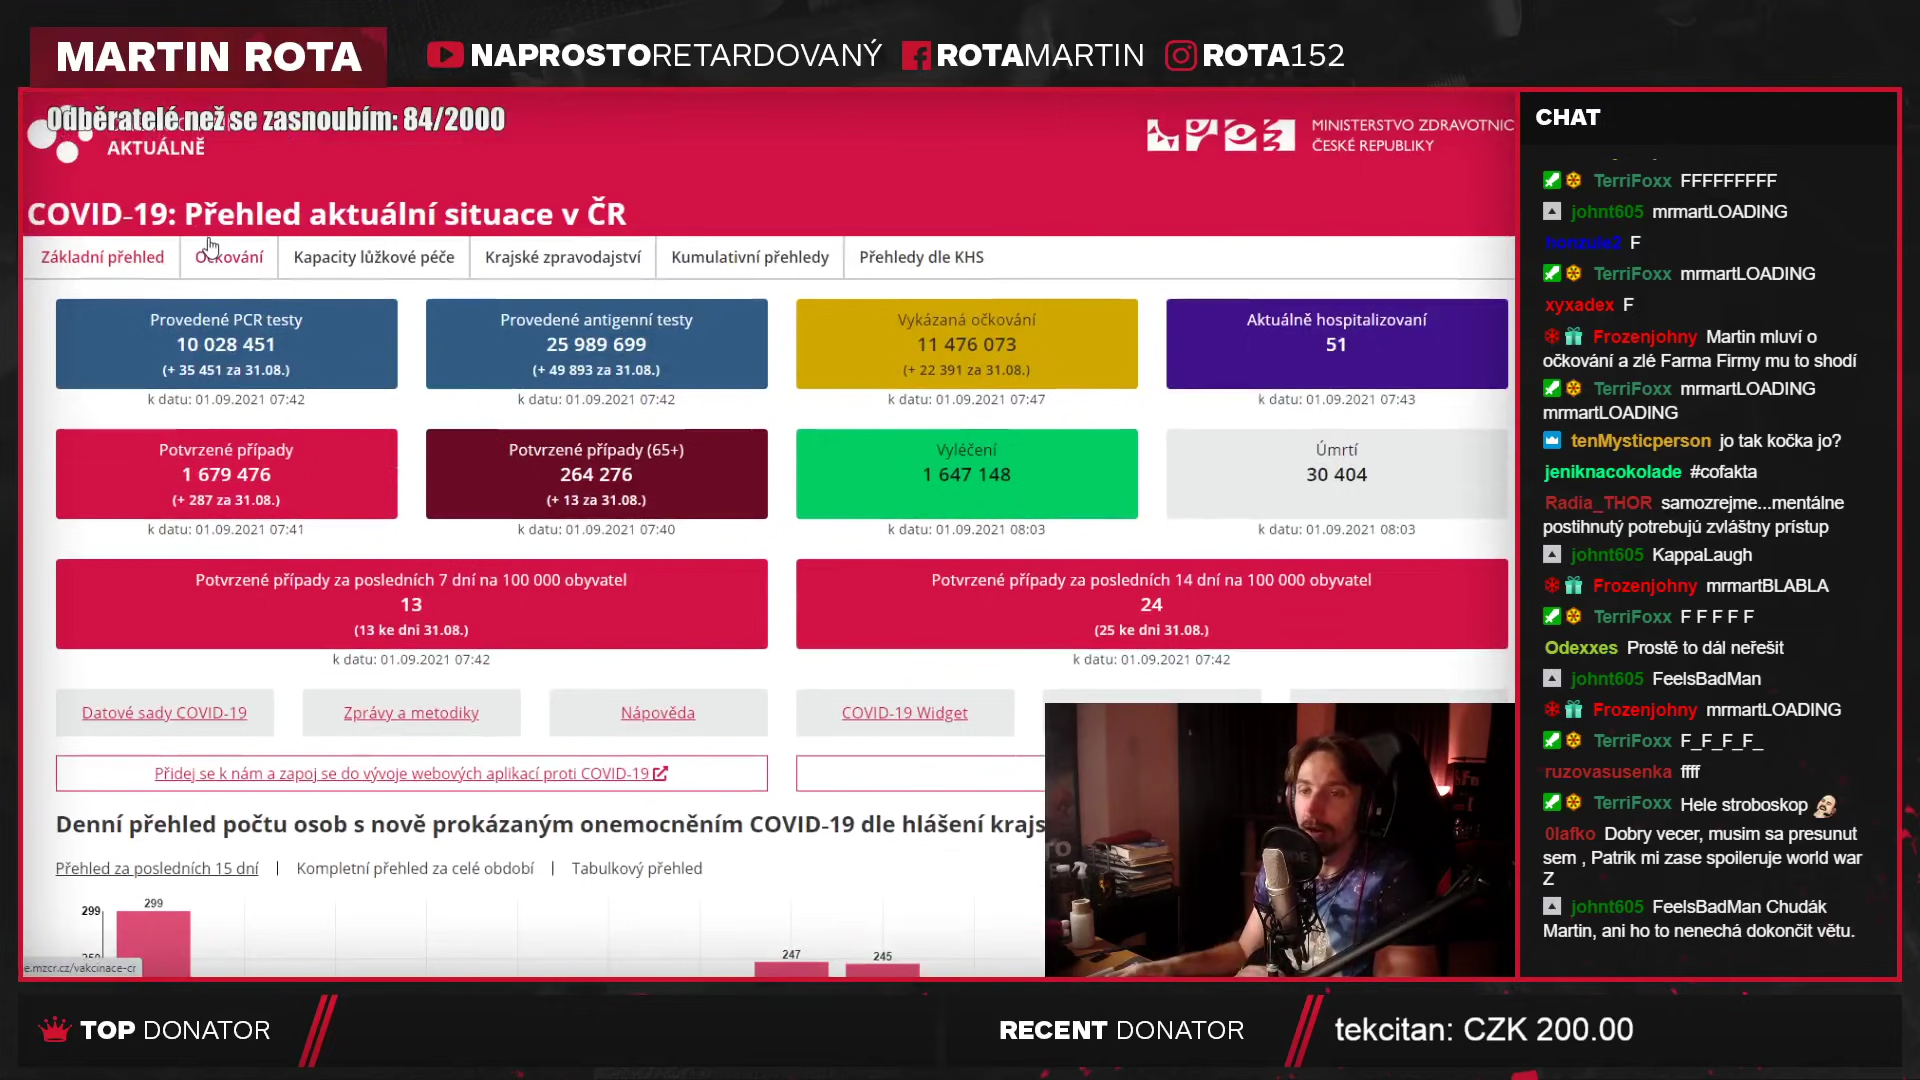 MARTIN ROTA
NAPROSTORETARDOVANÝ
ROTAMARTIN
ROTA152
Odběratelé než se zasnoubím: 84/2000
AKTUÁLNĚ
MINISTERSTVO ZDRAVOTNIC
ČESKÉ REPUBLIKY
COVID-19: Přehled aktuální situace v ČR
Základní přehled
Očkování
Kapacity lůžkové péče
Krajské zpravodajství
Kumulativní přehledy
Přehledy dle KHS
Provedené PCR testy
10 028 451
(+ 35 451 za 31.08.)
k datu: 01.09.2021 07:42
Provedené antigenní testy
25 989 699
(+ 49 893 za 31.08.)
k datu: 01.09.2021 07:42
Vykázaná očkování
11 476 073
(+ 22 391 za 31.08.)
k datu: 01.09.2021 07:47
Aktuálně hospitalizovaní
51
k datu: 01.09.2021 07:43
Potvrzené případy
1 679 476
(+ 287 za 31.08.)
k datu: 01.09.2021 07:41
Potvrzené případy (65+)
264 276
(+ 13 za 31.08.)
k datu: 01.09.2021 07:40
Vyléčení
1 647 148
k datu: 01.09.2021 08:03
Úmrtí
30 404
k datu: 01.09.2021 08:03
Potvrzené případy za posledních 7 dní na 100 000 obyvatel
13
(13 ke dni 31.08.)
k datu: 01.09.2021 07:42
Potvrzené případy za posledních 14 dní na 100 000 obyvatel
24
(25 ke dni 31.08.)
k datu: 01.09.2021 07:42
Datové sady COVID-19
Zprávy a metodiky
Nápověda
COVID-19 Widget
Přidej se k nám a zapoj se do vývoje webových aplikací proti COVID-19
Denní přehled počtu osob s nově prokázaným onemocněním COVID-19 dle hlášení krajs
Přehled za posledních 15 dní | Kompletní přehled za celé období | Tabulkový přehled
299
299
247
245
e.mzcr.cz/vakcinace-cr
CHAT
TerriFoxx FFFFFFFFF
johnt605 mrmartLOADING
honzule2 F
TerriFoxx mrmartLOADING
xyxadex F
Frozenjohny Martin mluví o
očkování a zlé Farma Firmy mu to shodí
TerriFoxx mrmartLOADING
mrmartLOADING
tenMysticperson jo tak kočka jo?
jeniknacokolade #cofakta
Radia_THOR samozrejme...mentálne
postihnutý potrebujú zvláštny prístup
johnt605 KappaLaugh
Frozenjohny mrmartBLABLA
TerriFoxx F F F F F
Odexxes Prostě to dál neřešit
johnt605 FeelsBadMan
Frozenjohny mrmartLOADING
TerriFoxx F_F_F_F_
ruzovasusenka ffff
TerriFoxx Hele stroboskop
0lafko Dobry vecer, musim sa presunut
sem , Patrik mi zase spoileruje world war
Z
johnt605 FeelsBadMan Chudák
Martin, ani ho to nenechá dokončit větu.
TOP DONATOR
RECENT DONATOR
tekcitan: CZK 200.00